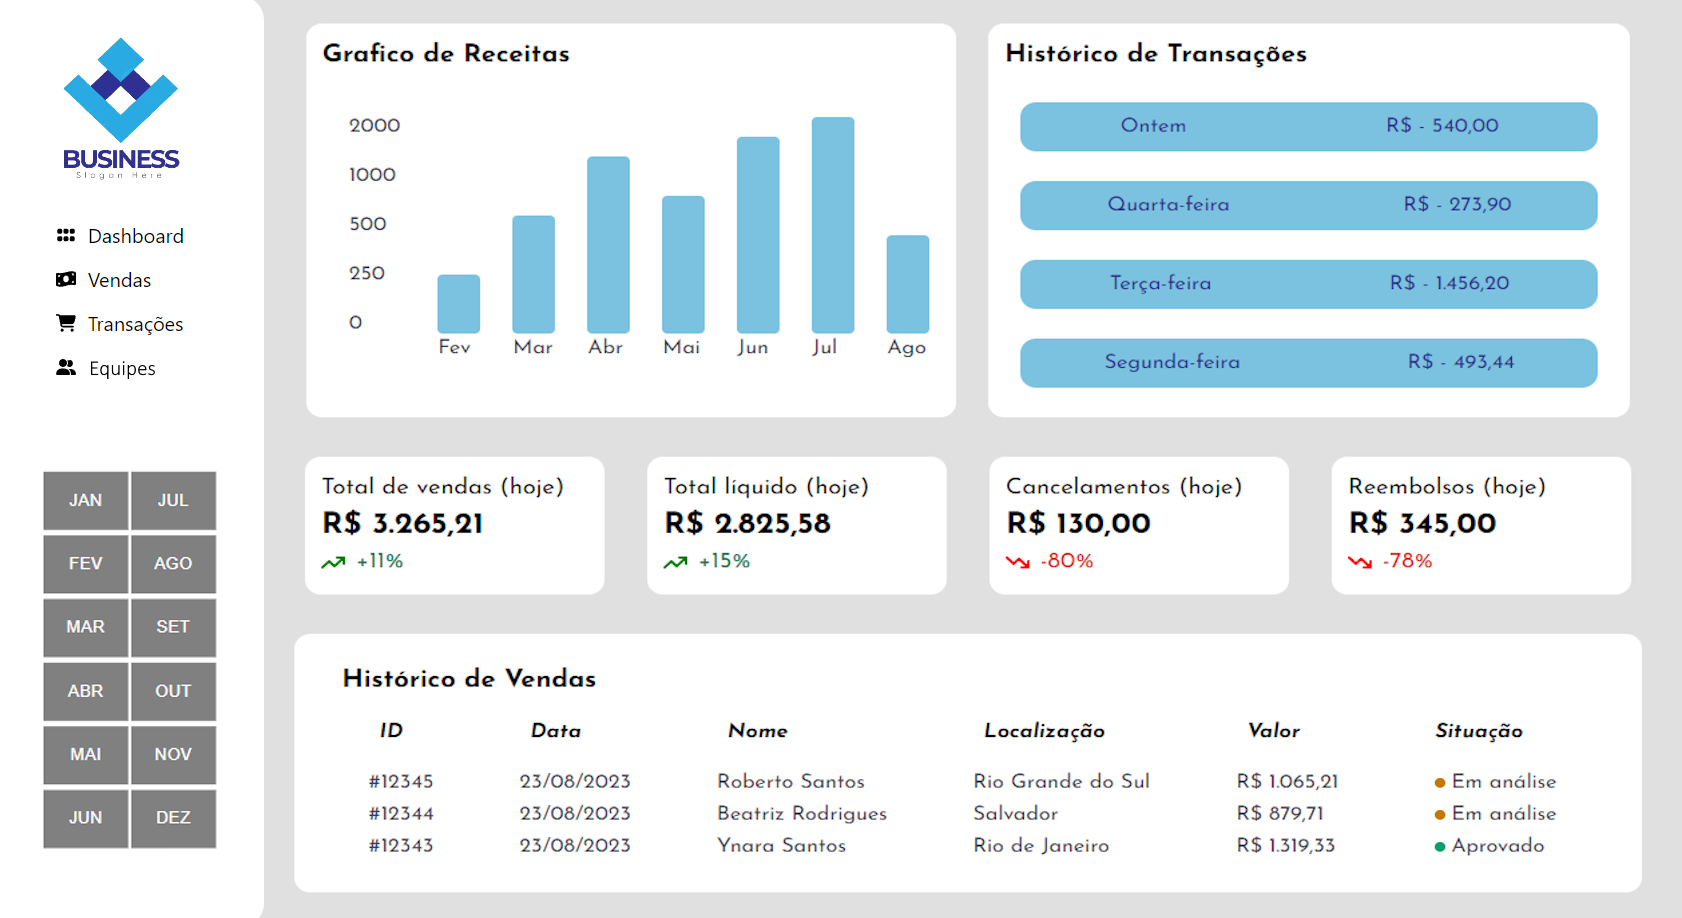 BUSINESS
Slogan Here
Dashboard
Vendas
Transações
Equipes
JAN JUL
FEV AGO
MAR SET
ABR OUT
MAI NOV
JUN DEZ
Grafico de Receitas
2000
1000
500
250
0
Fev Mar Abr Mai Jun Jul Ago
Histórico de Transações
Ontem R$ - 540,00
Quarta-feira R$ - 273,90
Terça-feira R$ - 1.456,20
Segunda-feira R$ - 493,44
Total de vendas (hoje)
R$ 3.265,21
+11%
Total líquido (hoje)
R$ 2.825,58
+15%
Cancelamentos (hoje)
R$ 130,00
-80%
Reembolsos (hoje)
R$ 345,00
-78%
Histórico de Vendas
ID Data Nome Localização Valor Situação
#12345 23/08/2023 Roberto Santos Rio Grande do Sul R$ 1.065,21 Em análise
#12344 23/08/2023 Beatriz Rodrigues Salvador R$ 879,71 Em análise
#12343 23/08/2023 Ynara Santos Rio de Janeiro R$ 1.319,33 Aprovado